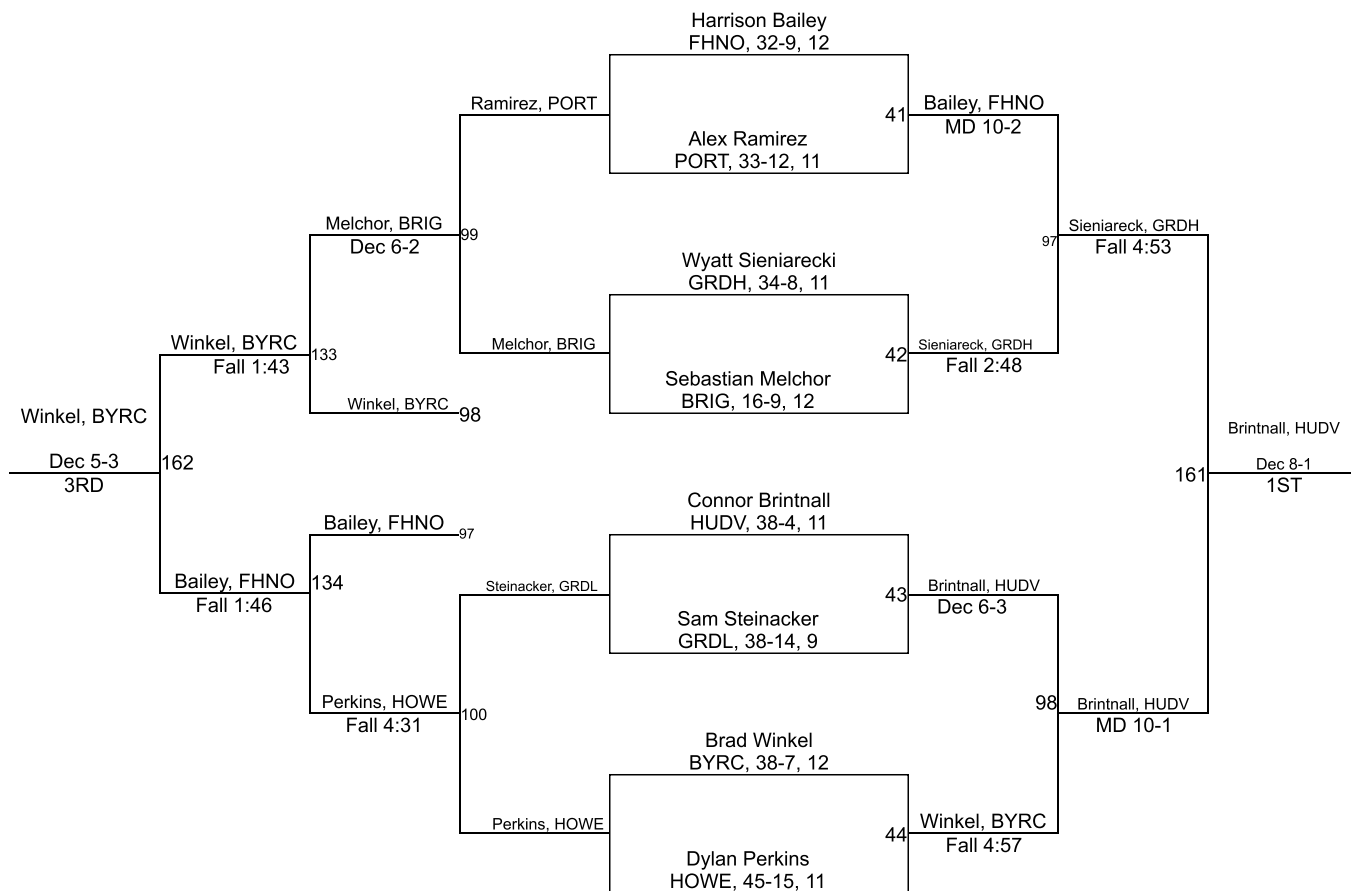 Harrison Bailey
FHNO, 32-9, 12
Ramirez, PORT
41
Bailey, FHNO
MD 10-2
Alex Ramirez
PORT, 33-12, 11
Melchor, BRIG
Dec 6-2
99
97
Sieniareck, GRDH
Fall 4:53
Wyatt Sieniarecki
GRDH, 34-8, 11
Winkel, BYRC
Fall 1:43
133
Melchor, BRIG
42
Sieniareck, GRDH
Fall 2:48
Sebastian Melchor
BRIG, 16-9, 12
Winkel, BYRC
98
Winkel, BYRC
Dec 5-3
3RD
162
161
Brintnall, HUDV
Dec 8-1
1ST
Connor Brintnall
HUDV, 38-4, 11
Bailey, FHNO
97
Bailey, FHNO
Fall 1:46
134
Steinacker, GRDL
43
Brintnall, HUDV
Dec 6-3
Sam Steinacker
GRDL, 38-14, 9
Perkins, HOWE
Fall 4:31
100
98
Brintnall, HUDV
MD 10-1
Brad Winkel
BYRC, 38-7, 12
Perkins, HOWE
44
Winkel, BYRC
Fall 4:57
Dylan Perkins
HOWE, 45-15, 11